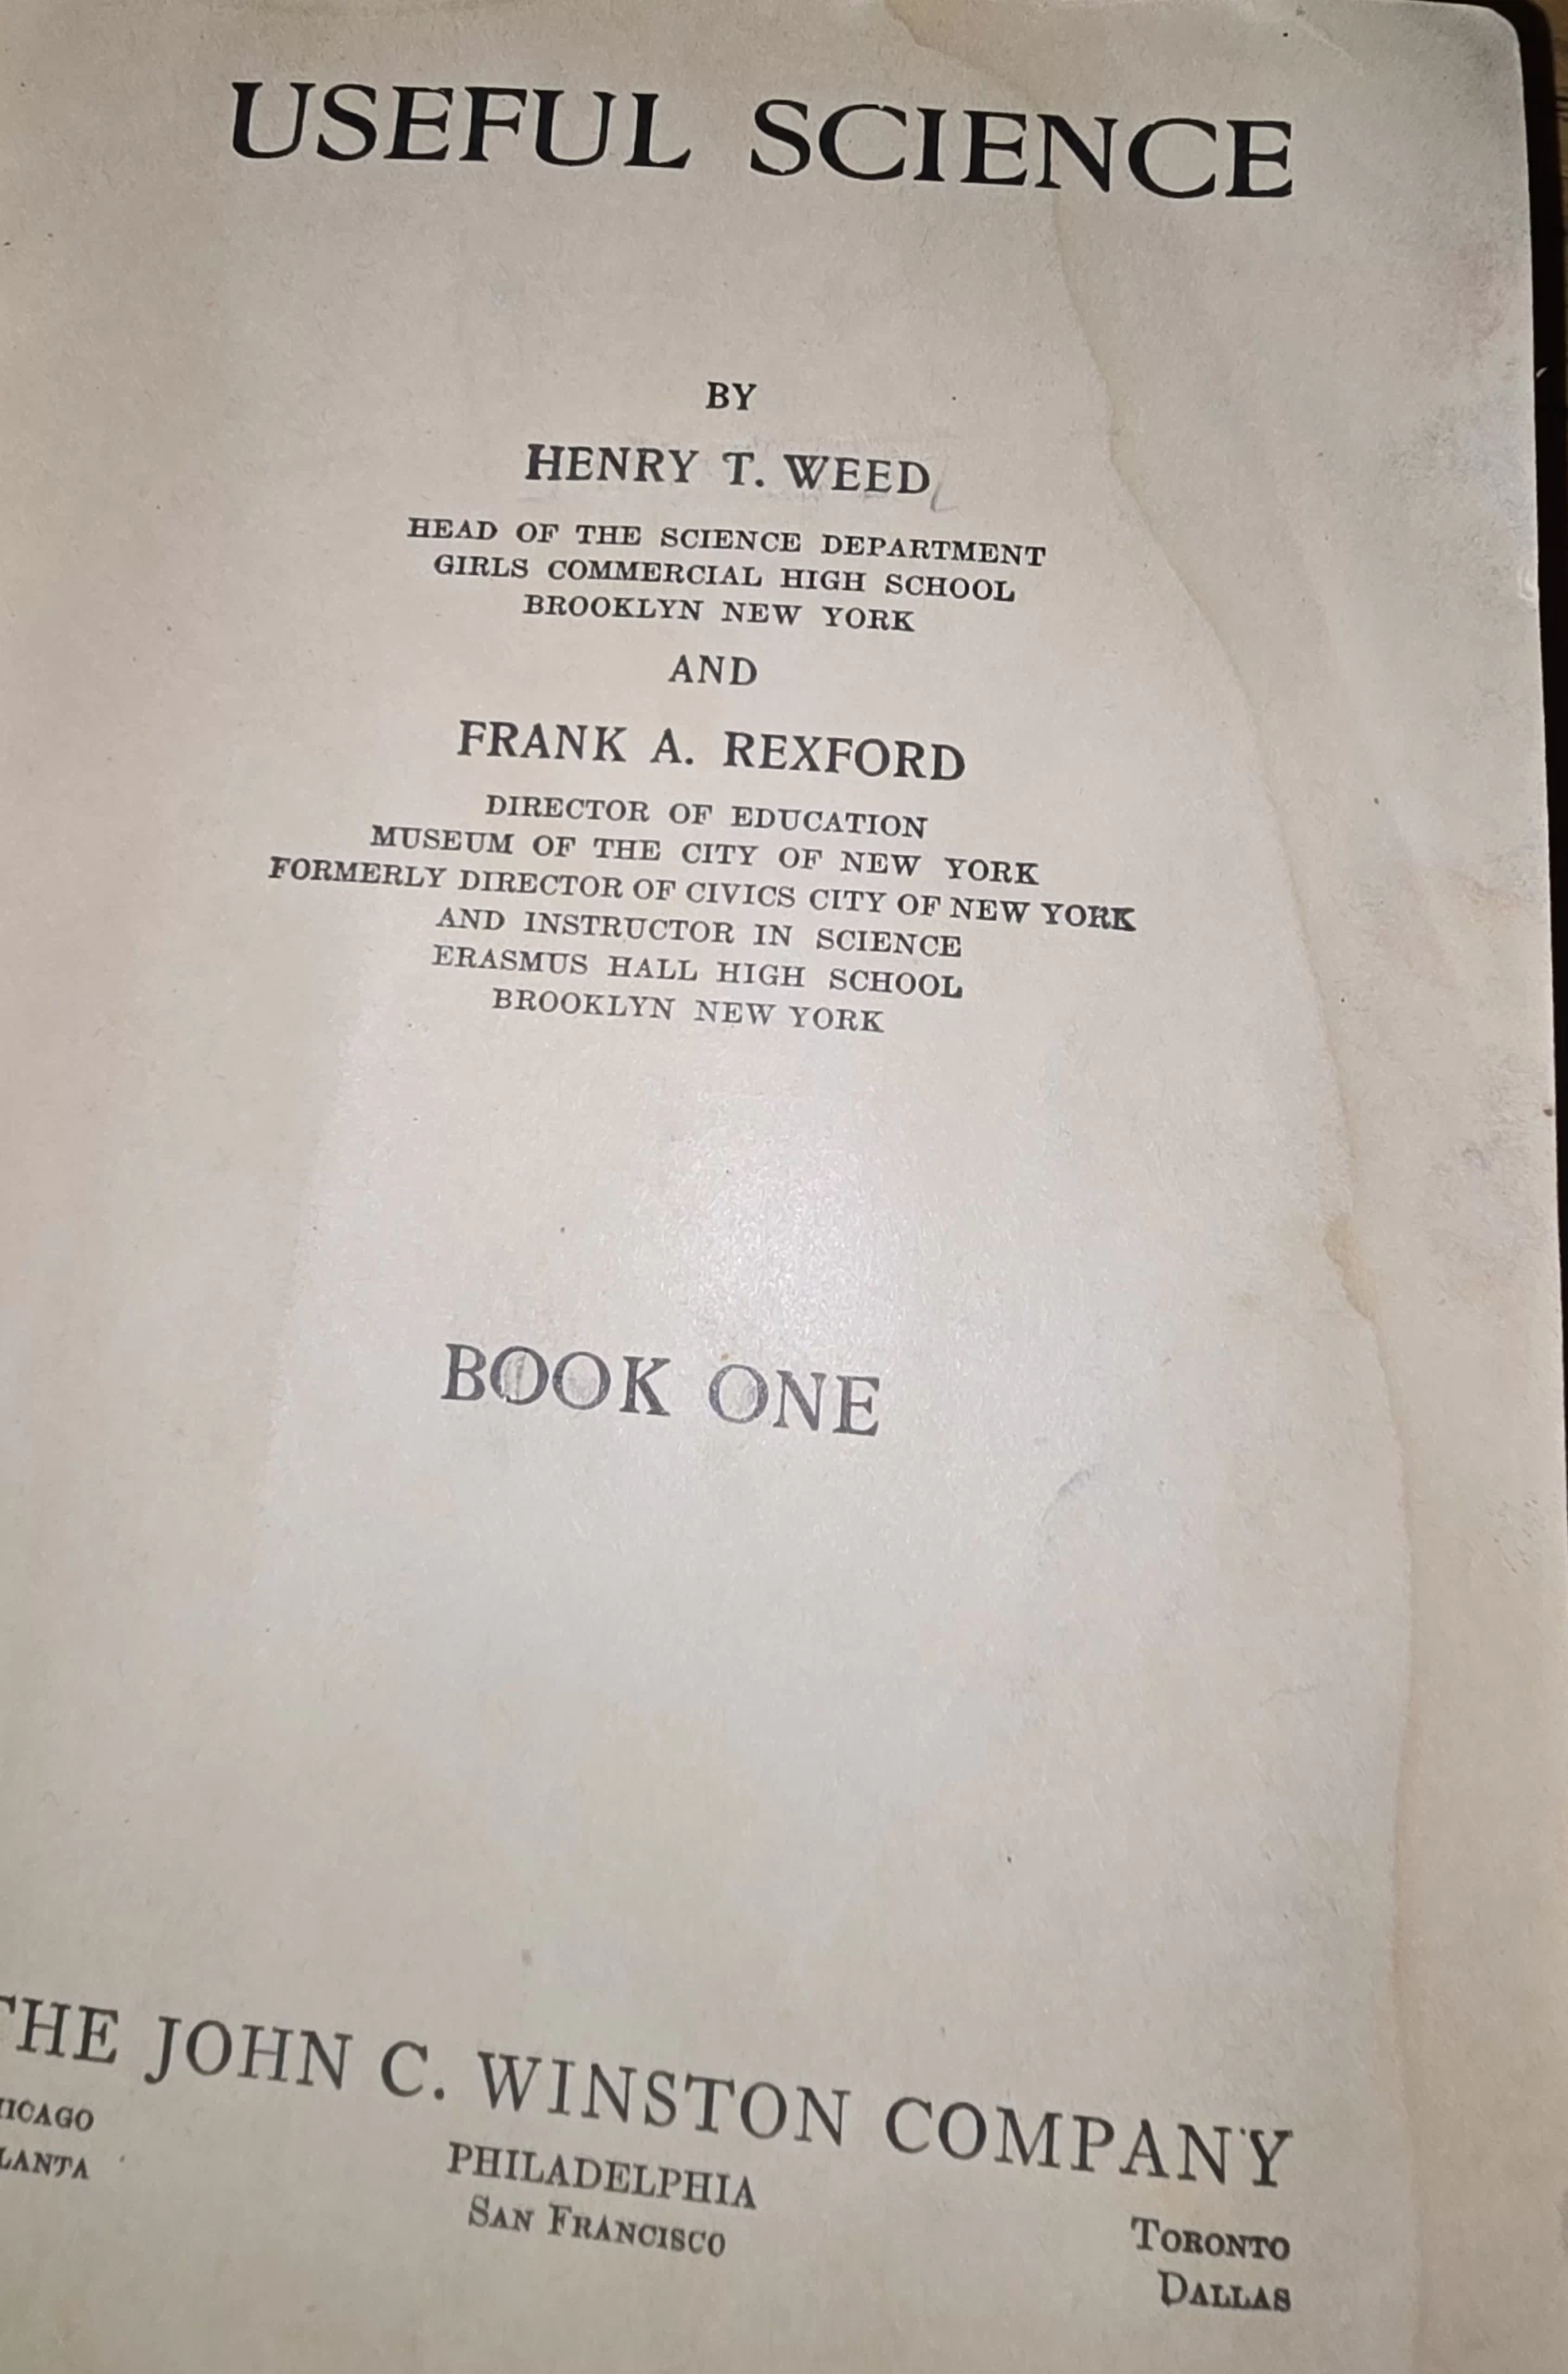 USEFUL SCIENCE
BY
HENRY T. WEED
HEAD OF THE SCIENCE DEPARTMENT
GIRLS COMMERCIAL HIGH SCHOOL
BROOKLYN NEW YORK
AND
FRANK A. REXFORD
DIRECTOR OF EDUCATION
MUSEUM OF THE CITY OF NEW YORK
FORMERLY DIRECTOR OF CIVICS CITY OF NEW YORK
AND INSTRUCTOR IN SCIENCE
ERASMUS HALL HIGH SCHOOL
BROOKLYN NEW YORK
BOOK ONE
THE JOHN C. WINSTON COMPANY
HICAGO PHILADELPHIA TORONTO
LANTA SAN FRANCISCO DALLAS